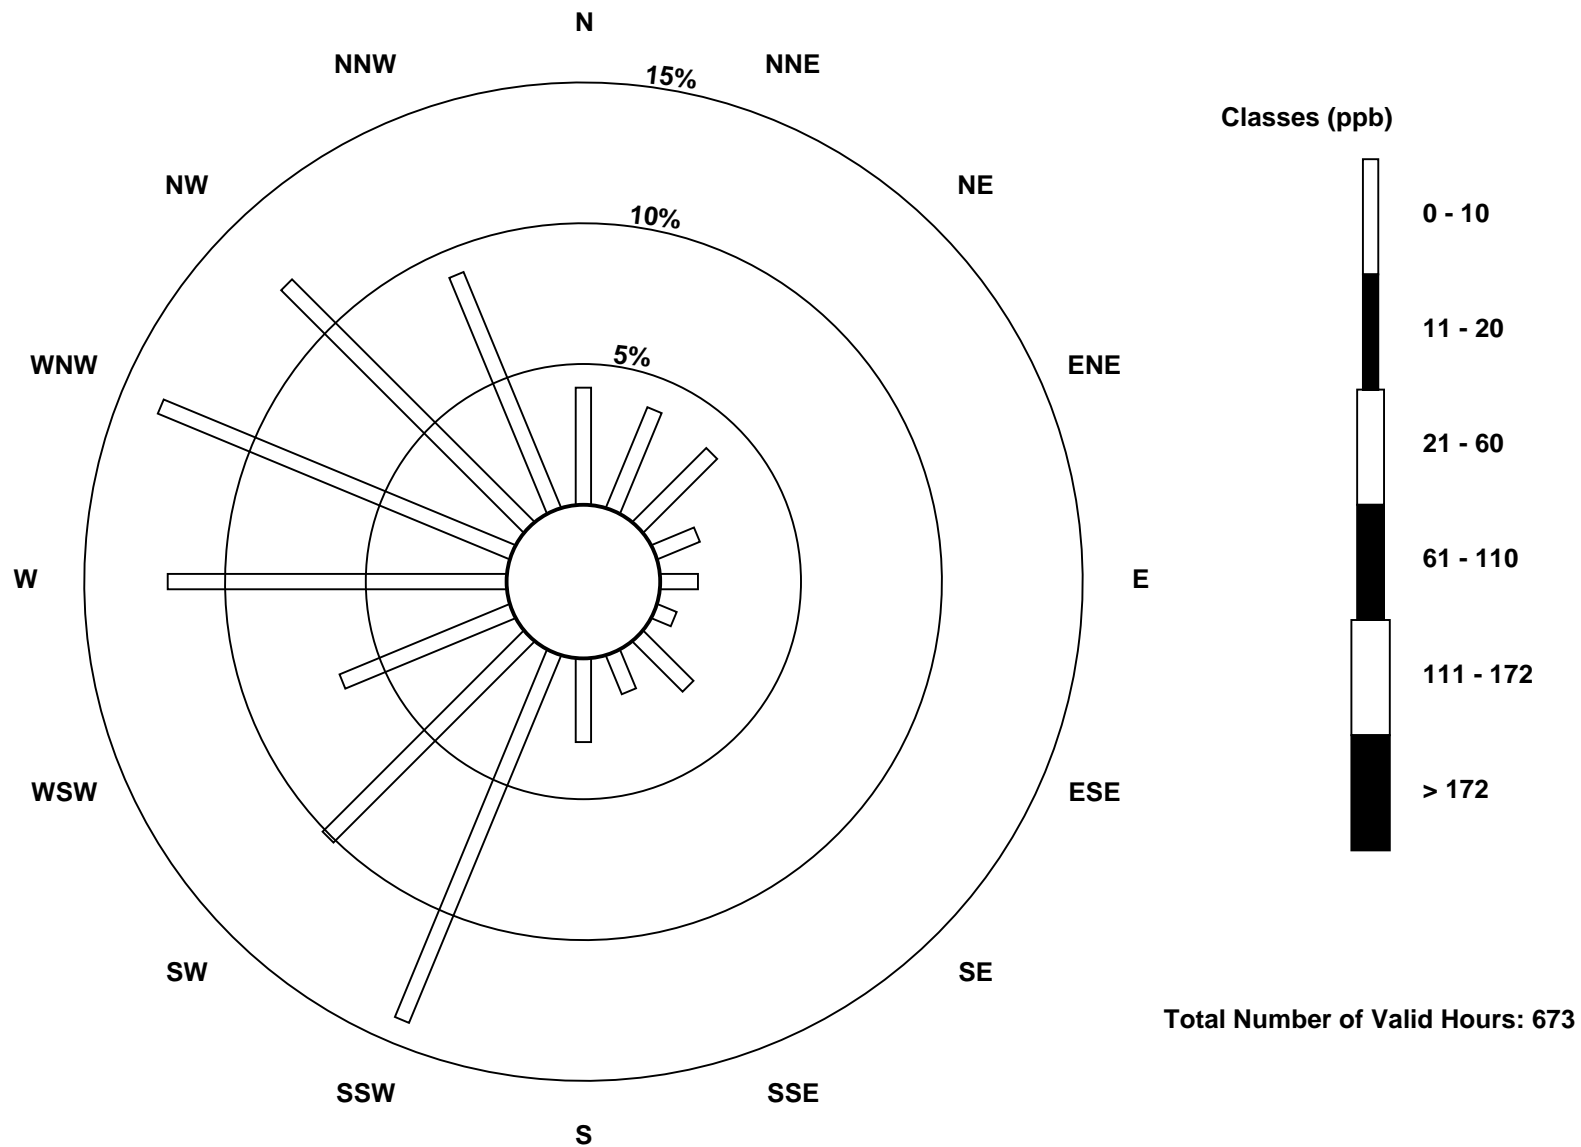 N
NNW
NNE
15%
Classes (ppb)
NW
NE
10%
0 - 10
11 - 20
5%
WNW
ENE
21 - 60
61 - 110
W
E
111 - 172
WSW
ESE
> 172
SW
SE
Total Number of Valid Hours: 673
SSW
SSE
S